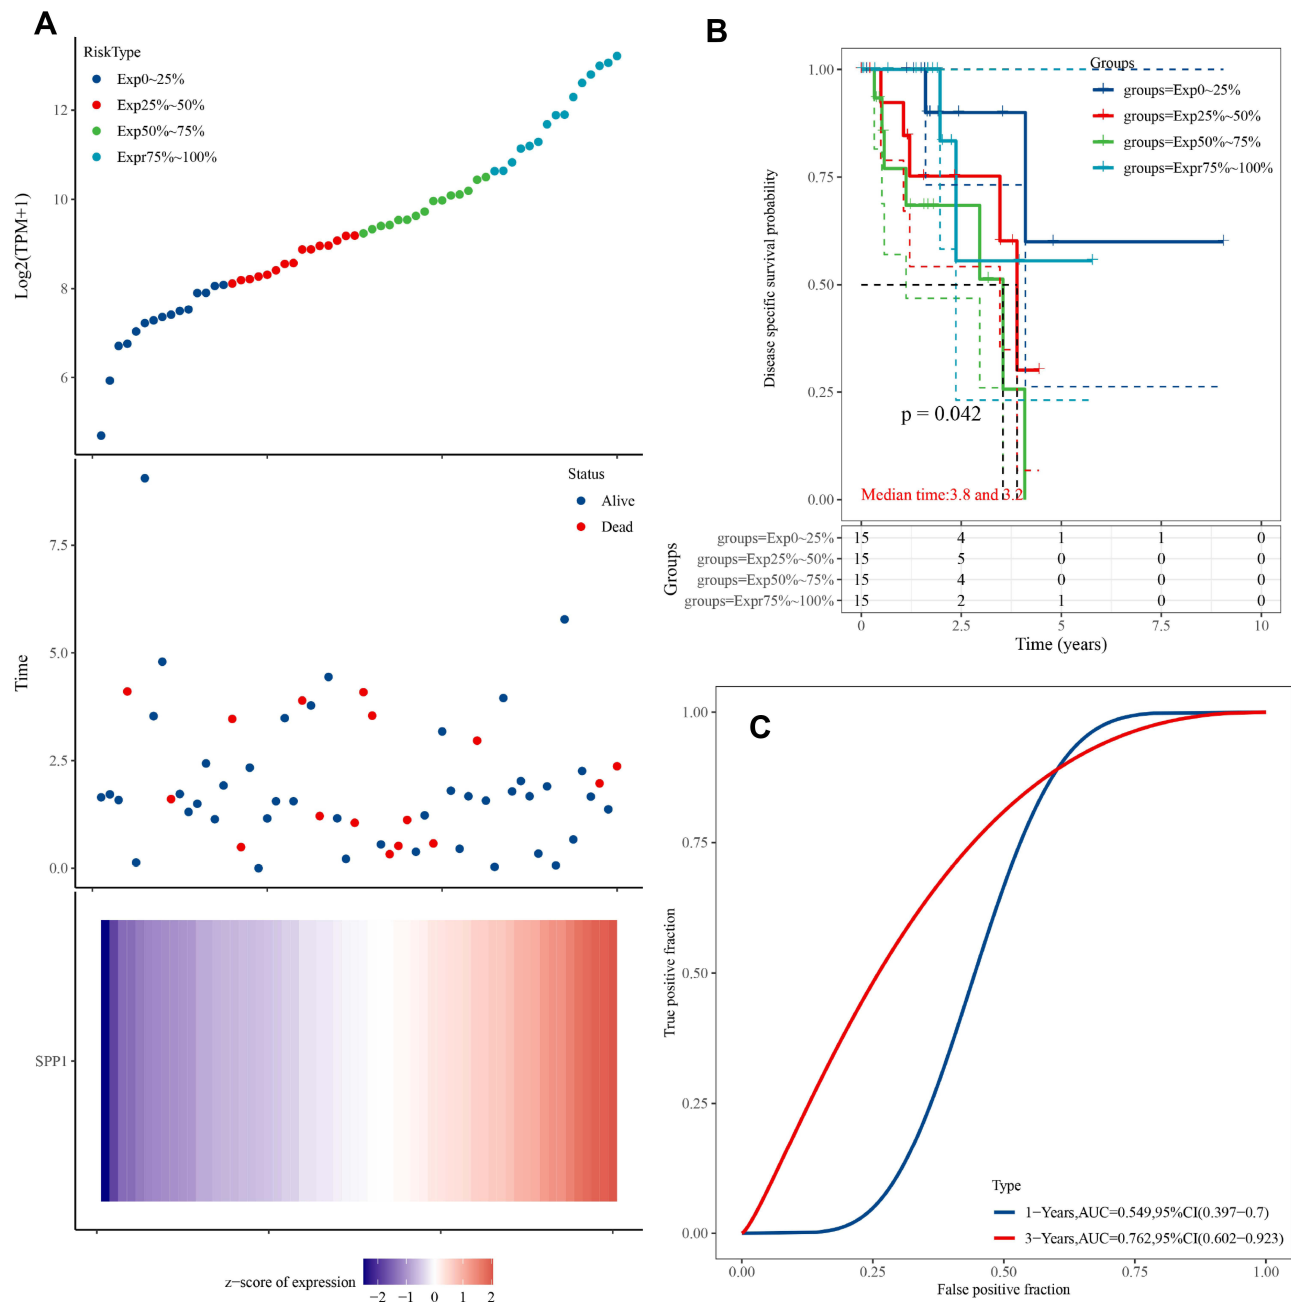 A
RiskType
Exp0~25%
Exp25%~50%
Exp50%~75%
Expr75%~100%
Log2(TPM+1)
12
10
8
6
Status
Alive
Dead
Time
7.5
5.0
2.5
0.0
SPP1
z−score of expression
−2 −1 0 1 2
B
Groups
groups=Exp0~25%
groups=Exp25%~50%
groups=Exp50%~75%
groups=Expr75%~100%
Disease specific survival probability
1.00
0.75
0.50
0.25
0.00
p = 0.042
Median time:3.8 and 3.2
Groups
groups=Exp0~25% 15 4 1 1 0
groups=Exp25%~50% 15 5 0 0 0
groups=Exp50%~75% 15 4 0 0 0
groups=Expr75%~100% 15 2 1 0 0
0 2.5 5 7.5 10
Time (years)
C
True positive fraction
1.00
0.75
0.50
0.25
0.00
Type
1−Years,AUC=0.549,95%CI(0.397−0.7)
3−Years,AUC=0.762,95%CI(0.602−0.923)
0.00 0.25 0.50 0.75 1.00
False positive fraction